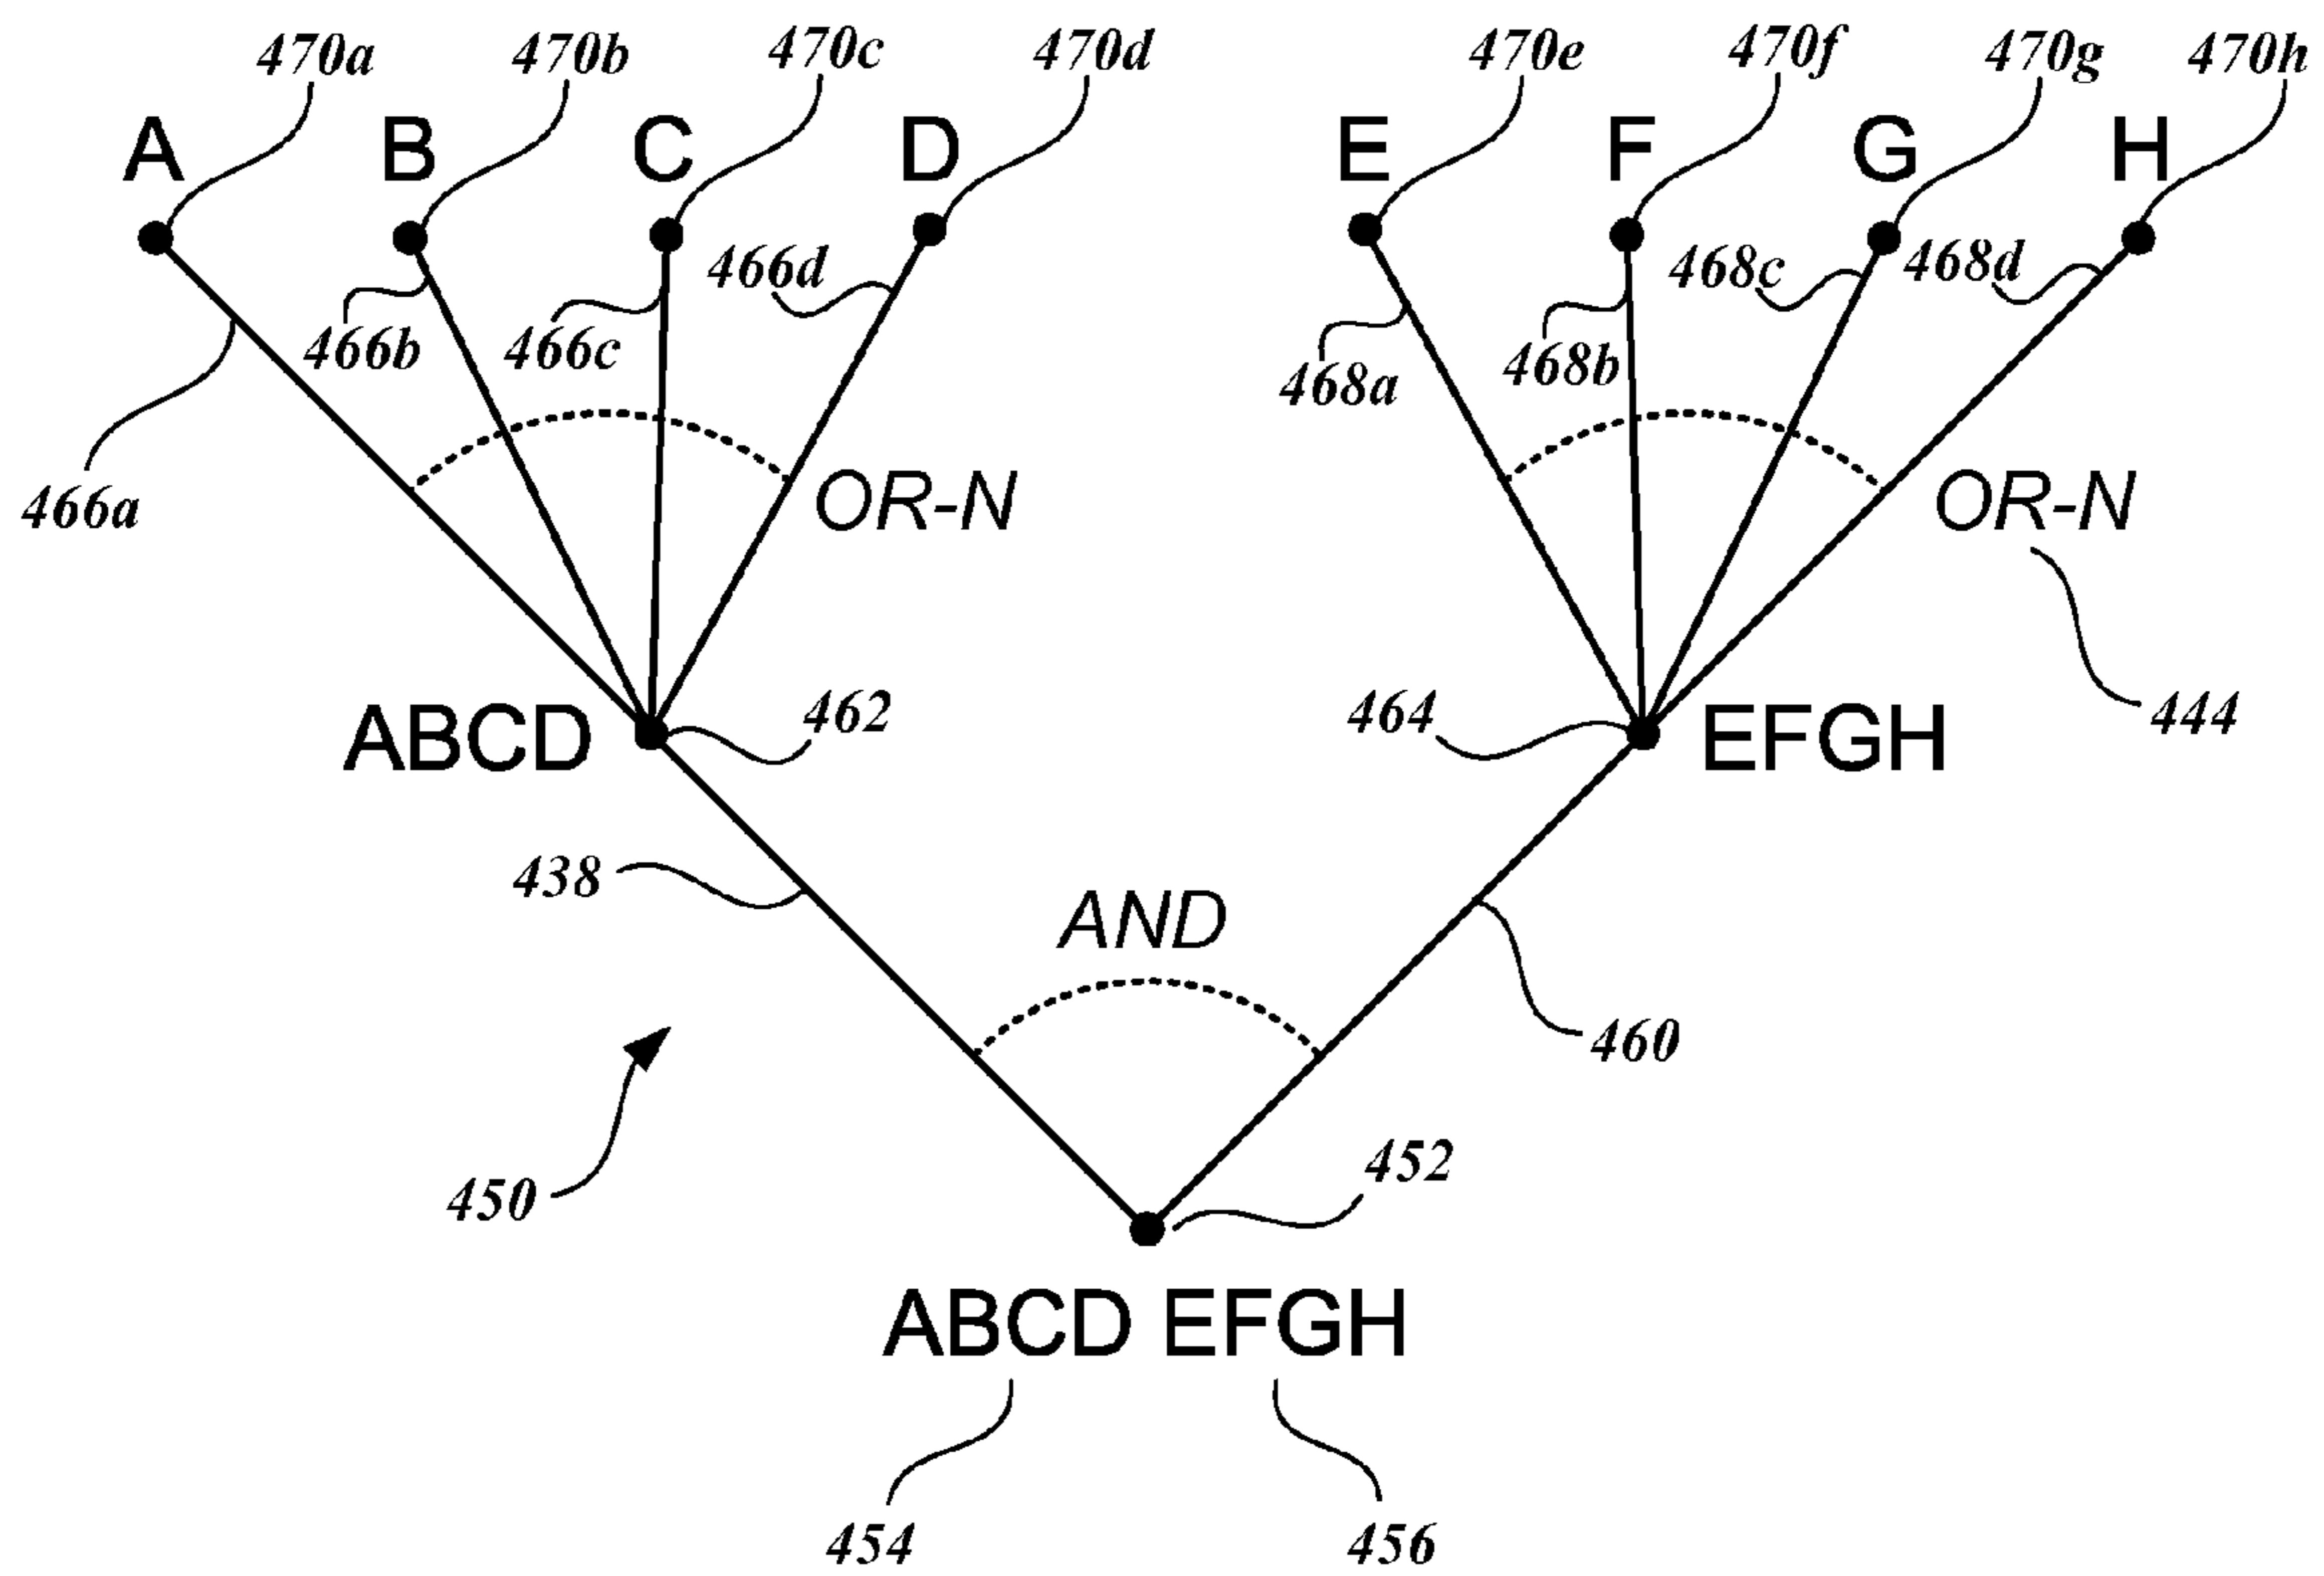 470a 470b 470c 470d 470e 470f 470g 470h
A B C D E F G H
466d 468c 468d
466b 466c 468a 468b
466a OR-N OR-N
ABCD 462 464 EFGH 444
438 AND
460
450 452
ABCD EFGH
454 456